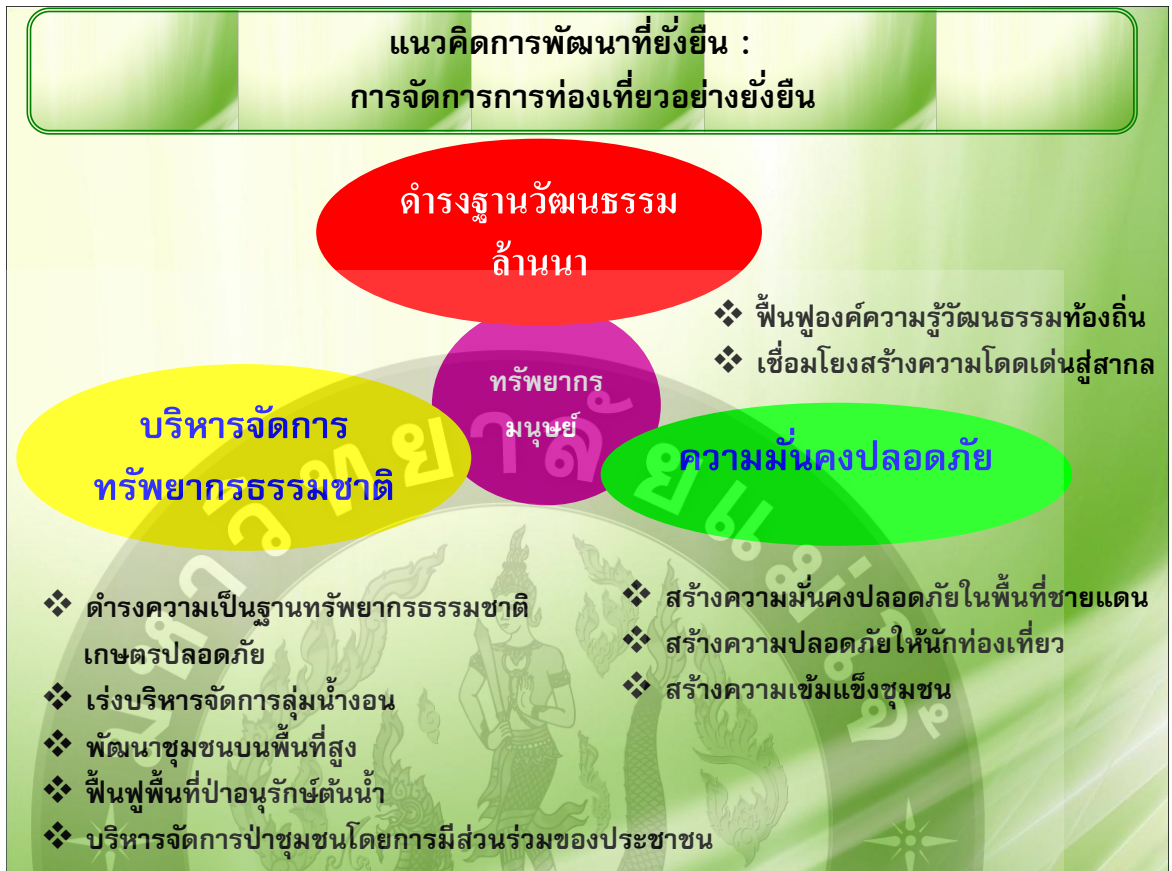 แนวคิดการพัฒนาที่ยั่งยืน :
การจัดการการท่องเที่ยวอย่างยั่งยืน
ดำรงฐานวัฒนธรรม
ล้านนา
❖ ฟื้นฟูองค์ความรู้วัฒนธรรมท้องถิ่น
❖ เชื่อมโยงสร้างความโดดเด่นสู่สากล
ทรัพยากร
มนุษย์
บริหารจัดการ
ทรัพยากรธรรมชาติ
ความมั่นคงปลอดภัย
❖ ดำรงความเป็นฐานทรัพยากรธรรมชาติ
เกษตรปลอดภัย
❖ เร่งบริหารจัดการลุ่มน้ำงอน
❖ พัฒนาชุมชนบนพื้นที่สูง
❖ ฟื้นฟูพื้นที่ป่าอนุรักษ์ต้นน้ำ
❖ บริหารจัดการป่าชุมชนโดยการมีส่วนร่วมของประชาชน
❖ สร้างความมั่นคงปลอดภัยในพื้นที่ชายแดน
❖ สร้างความปลอดภัยให้นักท่องเที่ยว
❖ สร้างความเข้มแข็งชุมชน
มหาวิทยาลัยแม่โจ้